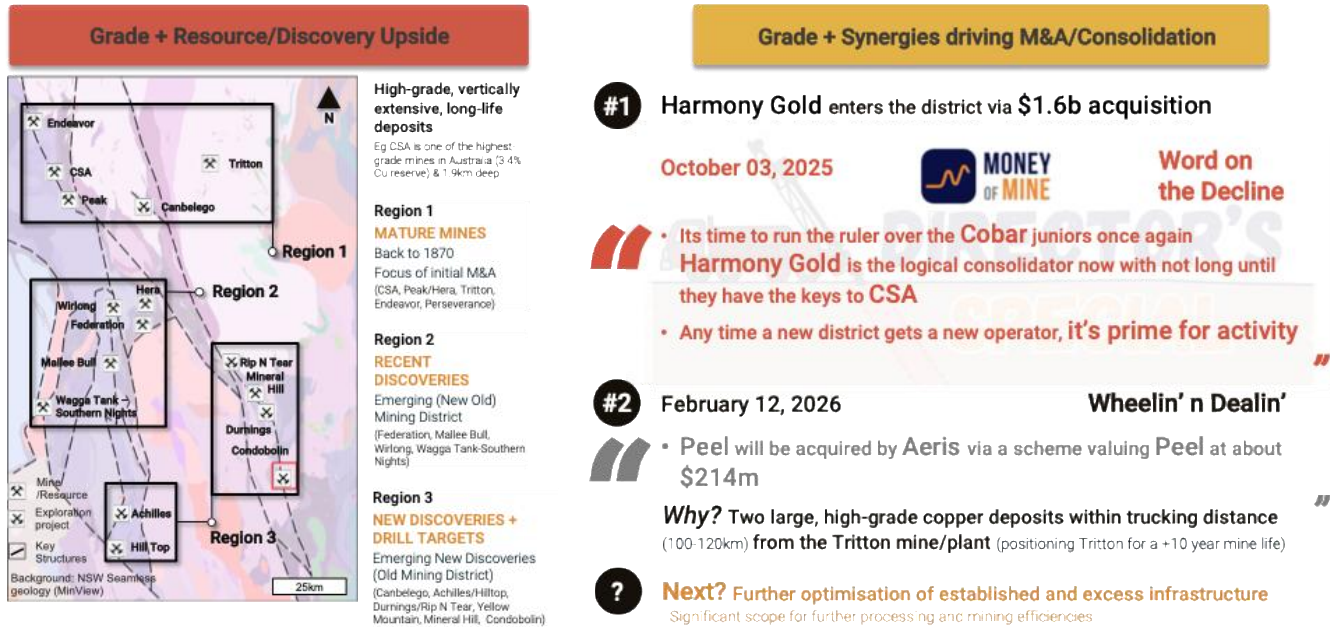 Grade + Resource/Discovery Upside
Endeavor
CSA
Peak
Tritton
Canbelego
N
Region 1
Hera
Wirlong
Federation
Region 2
Mallee Bull
Wagga Tank –
Southern Nights
Rip N Tear
Mineral
Hill
Durnings
Condobolin
Mine
/Resource
Exploration
project
Key
Structures
Achilles
Hill Top
Region 3
Background: NSW Seamless
geology (MinView)
25km
High-grade, vertically
extensive, long-life
deposits
Eg CSA is one of the highest
grade mines in Australia (3.4%
Cu reserve) & 1.9km deep
Region 1
MATURE MINES
Back to 1870
Focus of initial M&A
(CSA, Peak/Hera, Tritton,
Endeavor, Perseverance)
Region 2
RECENT
DISCOVERIES
Emerging (New Old)
Mining District
(Federation, Mallee Bull,
Wirlong, Wagga Tank-Southern
Nights)
Region 3
NEW DISCOVERIES +
DRILL TARGETS
Emerging New Discoveries
(Old Mining District)
(Canbelego, Achilles/Hilltop,
Durnings/Rip N Tear, Yellow
Mountain, Mineral Hill, Condobolin)
Grade + Synergies driving M&A/Consolidation
#1 Harmony Gold enters the district via $1.6b acquisition
October 03, 2025
MONEY
OF MINE
Word on
the Decline
DIRECTOR'S
SPECIAL
“
• Its time to run the ruler over the Cobar juniors once again
Harmony Gold is the logical consolidator now with not long until
they have the keys to CSA
• Any time a new district gets a new operator, it's prime for activity
”
#2 February 12, 2026
Wheelin' n Dealin'
“
• Peel will be acquired by Aeris via a scheme valuing Peel at about
$214m
”
Why? Two large, high-grade copper deposits within trucking distance
(100-120km) from the Tritton mine/plant (positioning Tritton for a +10 year mine life)
? Next? Further optimisation of established and excess infrastructure
Significant scope for further processing and mining efficiencies